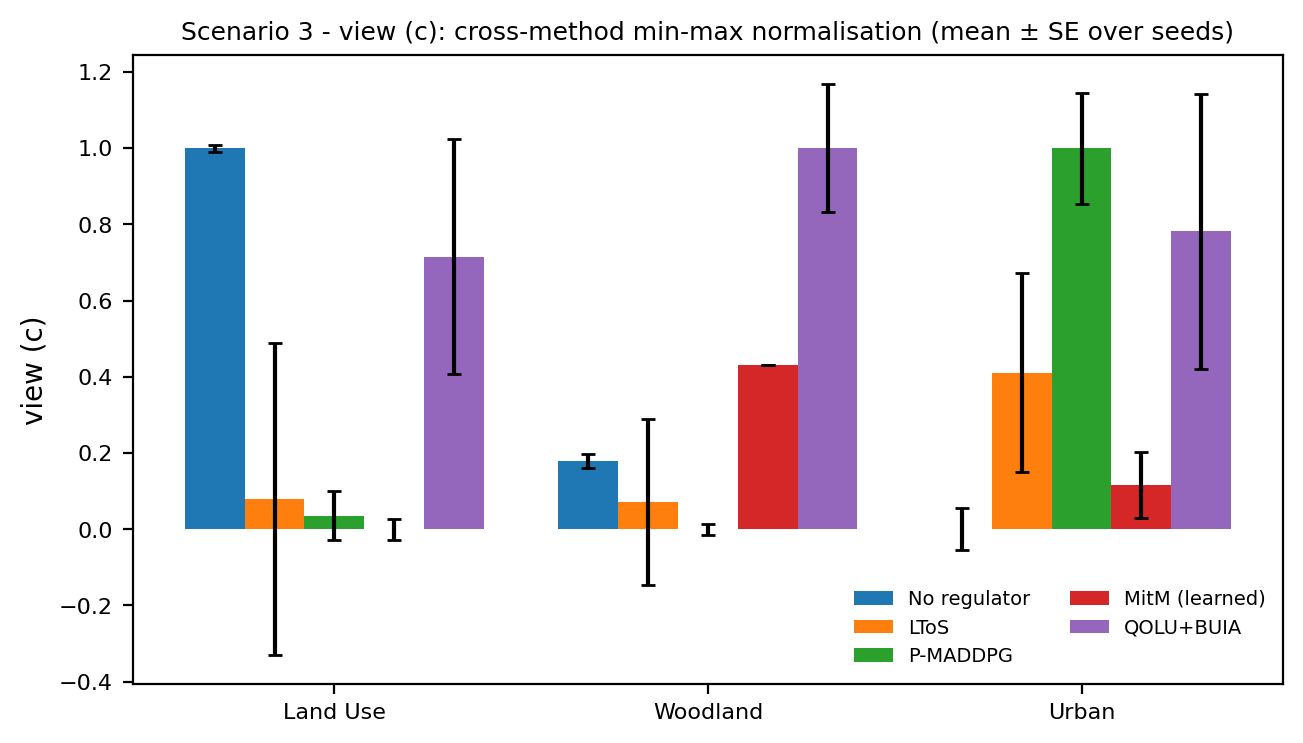 Scenario 3 - view (c): cross-method min-max normalisation (mean ± SE over seeds)
view (c)
1.2
1.0
0.8
0.6
0.4
0.2
0.0
−0.2
−0.4
Land Use
Woodland
Urban
No regulator
LToS
P-MADDPG
MitM (learned)
QOLU+BUIA